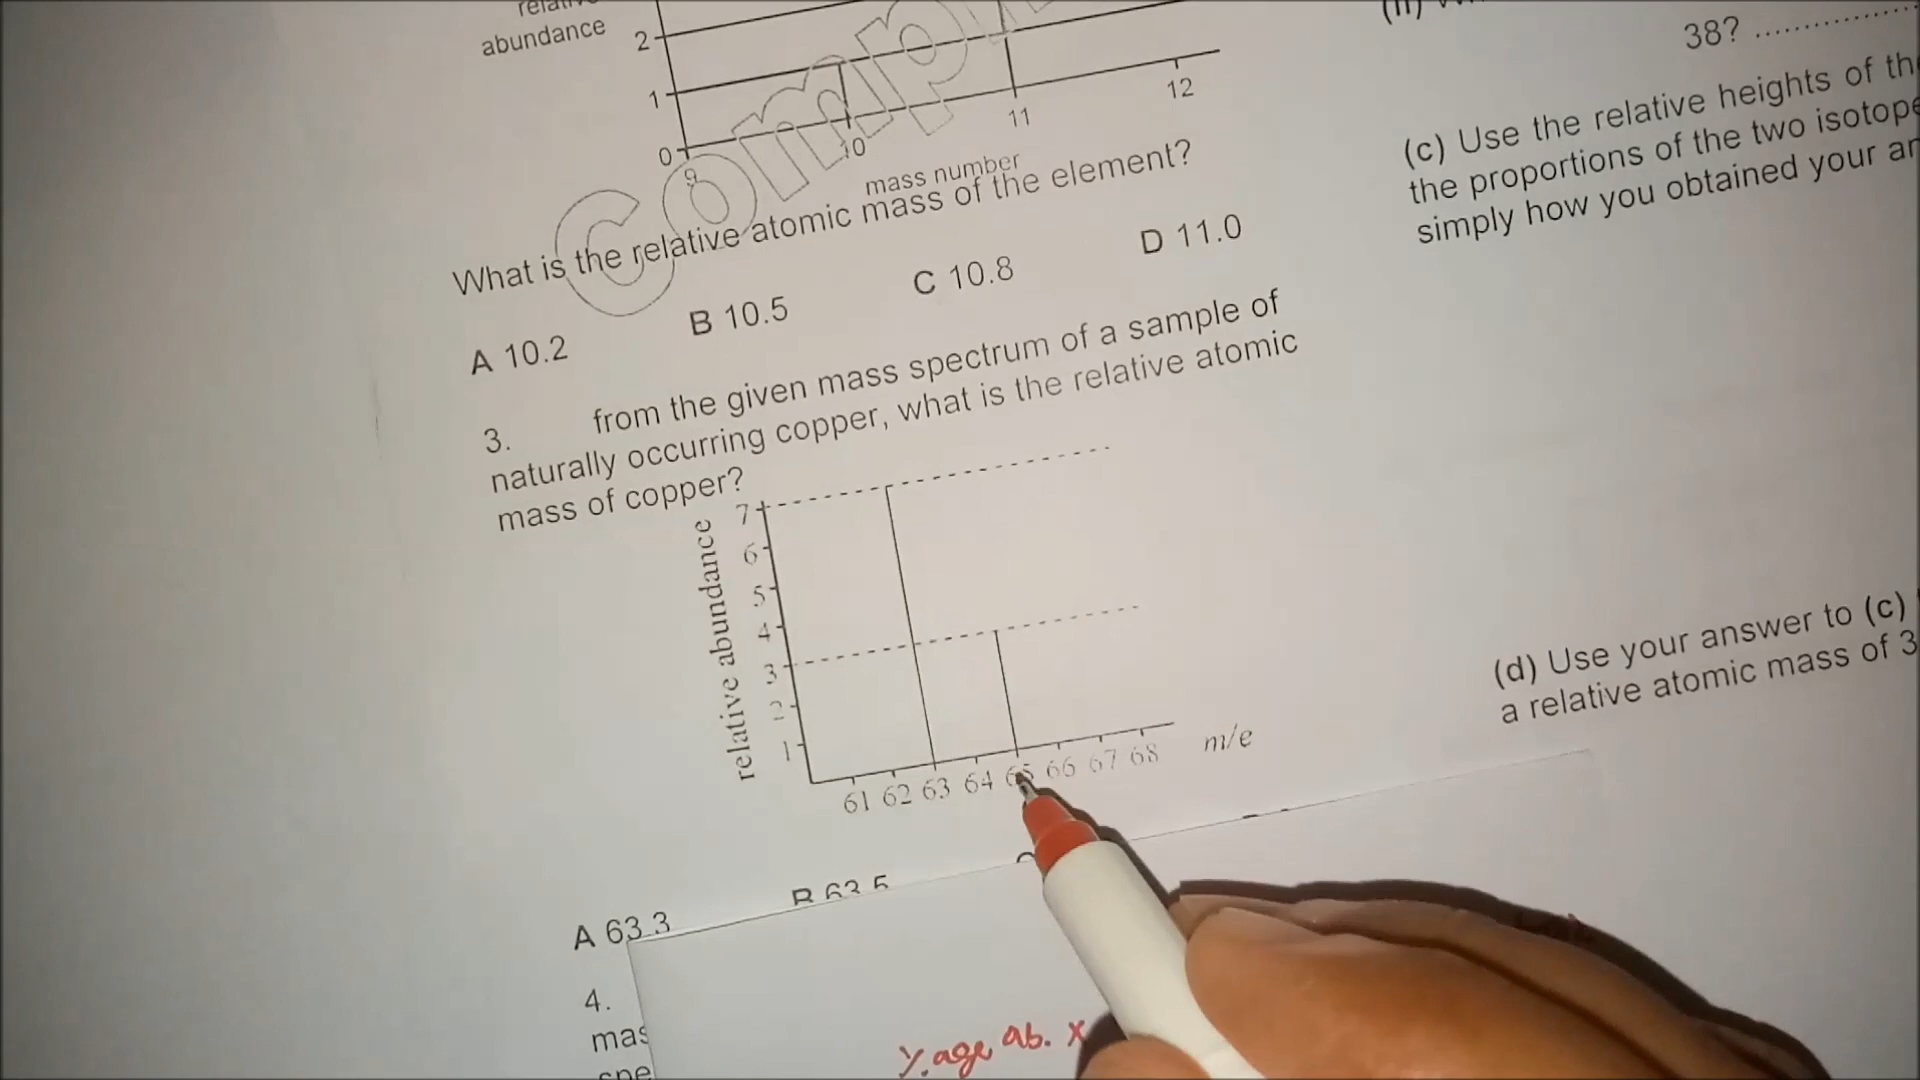 abundance
2
1
0
9
10
11
12
mass number
What is the relative atomic mass of the element?
A 10.2
B 10.5
C 10.8
D 11.0
3. from the given mass spectrum of a sample of
naturally occurring copper, what is the relative atomic
mass of copper?
relative abundance
7
6
5
4
3
2
1
61 62 63 64 65 66 67 68
m/e
A 63.3
B 63.5
4.
mas
spe
%age ab. x
38? ....................
(c) Use the relative heights of the
the proportions of the two isotope
simply how you obtained your an
(d) Use your answer to (c)
a relative atomic mass of 3